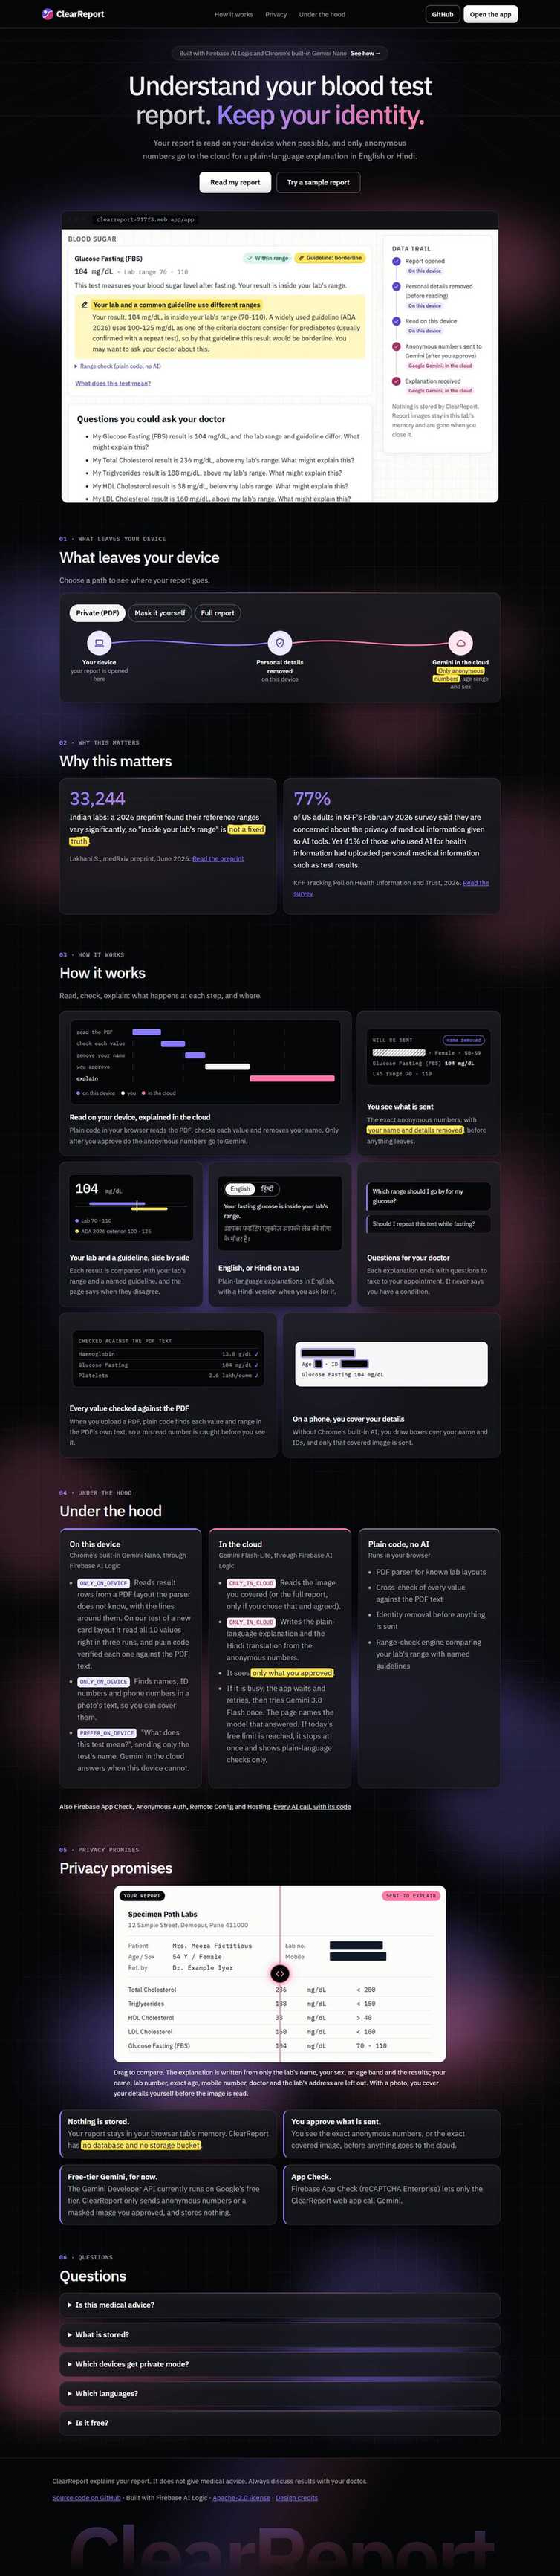 ClearReport
How it works
Privacy
Under the hood
GitHub
Open the app
Built with Firebase AI Logic and Chrome's built-in Gemini Nano See how →
Understand your blood test
report. Keep your identity.
Your report is read on your device when possible, and only anonymous
numbers go to the cloud for a plain-language explanation in English or Hindi.
Read my report
Try a sample report
clearreport-717f3.web.app/app
BLOOD SUGAR
Glucose Fasting (FBS)
✓ Within range
Guideline: borderline
104 mg/dL · Lab range 70 - 110
This test measures your blood sugar level after fasting. Your result is inside your lab's range.
Your lab and a common guideline use different ranges
Your result, 104 mg/dL, is inside your lab's range (70-110). A widely used guideline (ADA
2026) uses 100-125 mg/dL as one of the criteria doctors consider for prediabetes (usually
confirmed with a repeat test), so by that guideline this result would be borderline. You
may want to ask your doctor about this.
▸ Range check (plain code, no AI)
What does this test mean?
Questions you could ask your doctor
• My Glucose Fasting (FBS) result is 104 mg/dL, and the lab range and guideline differ. What
might explain this?
• My Total Cholesterol result is 236 mg/dL, above my lab's range. What might explain this?
• My Triglycerides result is 188 mg/dL, above my lab's range. What might explain this?
• My HDL Cholesterol result is 38 mg/dL, below my lab's range. What might explain this?
• My LDL Cholesterol result is 160 mg/dL, above my lab's range. What might explain this?
DATA TRAIL
Report opened
On this device
Personal details removed
(before reading)
On this device
Read on this device
On this device
Anonymous numbers sent to
Gemini (after you approve)
Google Gemini, in the cloud
Explanation received
Google Gemini, in the cloud
Nothing is stored by ClearReport.
Report images stay in this tab's
memory and are gone when you
close it.
01 · WHAT LEAVES YOUR DEVICE
What leaves your device
Choose a path to see where your report goes.
Private (PDF)
Mask it yourself
Full report
Your device
your report is opened
here
Personal details
removed
on this device
Gemini in the cloud
Only anonymous
numbers, age range
and sex
02 · WHY THIS MATTERS
Why this matters
33,244
Indian labs: a 2026 preprint found their reference ranges
vary significantly, so "inside your lab's range" is not a fixed
truth.
Lakhani S., medRxiv preprint, June 2026. Read the preprint
77%
of US adults in KFF's February 2026 survey said they are
concerned about the privacy of medical information given
to AI tools. Yet 41% of those who used AI for health
information had uploaded personal medical information
such as test results.
KFF Tracking Poll on Health Information and Trust, 2026. Read the
survey
03 · HOW IT WORKS
How it works
Read, check, explain: what happens at each step, and where.
read the PDF
check each value
remove your name
you approve
explain
on this device
you
in the cloud
Read on your device, explained in the cloud
Plain code in your browser reads the PDF, checks each value and removes your name. Only
after you approve do the anonymous numbers go to Gemini.
WILL BE SENT
name removed
· Female · 50-59
Glucose Fasting (FBS) 104 mg/dL
Lab range 70 - 110
You see what is sent
The exact anonymous numbers, with
your name and details removed, before
anything leaves.
104 mg/dL
Lab 70 - 110
ADA 2026 criterion 100 - 125
Your lab and a guideline, side by side
Each result is compared with your lab's
range and a named guideline, and the
page says when they disagree.
English
हिन्दी
Your fasting glucose is inside your lab's
range.
आपका फास्टिंग ग्लूकोज़ आपकी लैब की सीमा
के भीतर है।
English, or Hindi on a tap
Plain-language explanations in English,
with a Hindi version when you ask for it.
Which range should I go by for my
glucose?
Should I repeat this test while fasting?
Questions for your doctor
Each explanation ends with questions to
take to your appointment. It never says
you have a condition.
CHECKED AGAINST THE PDF TEXT
Haemoglobin 13.8 g/dL ✓
Glucose Fasting 104 mg/dL ✓
Platelets 2.6 lakh/cumm ✓
Every value checked against the PDF
When you upload a PDF, plain code finds each value and range in
the PDF's own text, so a misread number is caught before you see
it.
Age · ID
Glucose Fasting 104 mg/dL
On a phone, you cover your details
Without Chrome's built-in AI, you draw boxes over your name and
IDs, and only that covered image is sent.
04 · UNDER THE HOOD
Under the hood
On this device
Chrome's built-in Gemini Nano, through
Firebase AI Logic
• ONLY_ON_DEVICE Reads result
rows from a PDF layout the parser
does not know, with the lines
around them. On our test of a new
card layout it read all 10 values
right in three runs, and plain code
verified each one against the PDF
text.
• ONLY_ON_DEVICE Finds names, ID
numbers and phone numbers in a
photo's text, so you can cover
them.
• PREFER_ON_DEVICE "What does
this test mean?", sending only the
test's name. Gemini in the cloud
answers when this device cannot.
In the cloud
Gemini Flash-Lite, through Firebase AI
Logic
• ONLY_IN_CLOUD Reads the image
you covered (or the full report,
only if you chose that and agreed).
• ONLY_IN_CLOUD Writes the plain-
language explanation and the
Hindi translation from the
anonymous numbers.
• It sees only what you approved.
• If it is busy, the app waits and
retries, then tries Gemini 3.8
Flash once. The page names the
model that answered. If today's
free limit is reached, it stops at
once and shows plain-language
checks only.
Plain code, no AI
Runs in your browser
• PDF parser for known lab layouts
• Cross-check of every value
against the PDF text
• Identity removal before anything
is sent
• Range-check engine comparing
your lab's range with named
guidelines
Also Firebase App Check, Anonymous Auth, Remote Config and Hosting. Every AI call, with its code
05 · PRIVACY PROMISES
Privacy promises
YOUR REPORT
SENT TO EXPLAIN
Specimen Path Labs
12 Sample Street, Demopur, Pune 411000
Patient Mrs. Meera Fictitious Lab no.
Age / Sex 54 Y / Female Mobile
Ref. by Dr. Example Iyer
Total Cholesterol 236 mg/dL < 200
Triglycerides 188 mg/dL < 150
HDL Cholesterol 38 mg/dL > 40
LDL Cholesterol 160 mg/dL < 100
Glucose Fasting (FBS) 104 mg/dL 70 - 110
Drag to compare. The explanation is written from only the lab's name, your sex, an age band and the results; your
name, lab number, exact age, mobile number, doctor and the lab's address are left out. With a photo, you cover
your details yourself before the image is read.
Nothing is stored.
Your report stays in your browser tab's memory. ClearReport
has no database and no storage bucket.
You approve what is sent.
You see the exact anonymous numbers, or the exact
covered image, before anything goes to the cloud.
Free-tier Gemini, for now.
The Gemini Developer API currently runs on Google's free
tier. ClearReport only sends anonymous numbers or a
masked image you approved, and stores nothing.
App Check.
Firebase App Check (reCAPTCHA Enterprise) lets only the
ClearReport web app call Gemini.
06 · QUESTIONS
Questions
▸ Is this medical advice?
▸ What is stored?
▸ Which devices get private mode?
▸ Which languages?
▸ Is it free?
ClearReport explains your report. It does not give medical advice. Always discuss results with your doctor.
Source code on GitHub · Built with Firebase AI Logic · Apache-2.0 license · Design credits
ClearReport